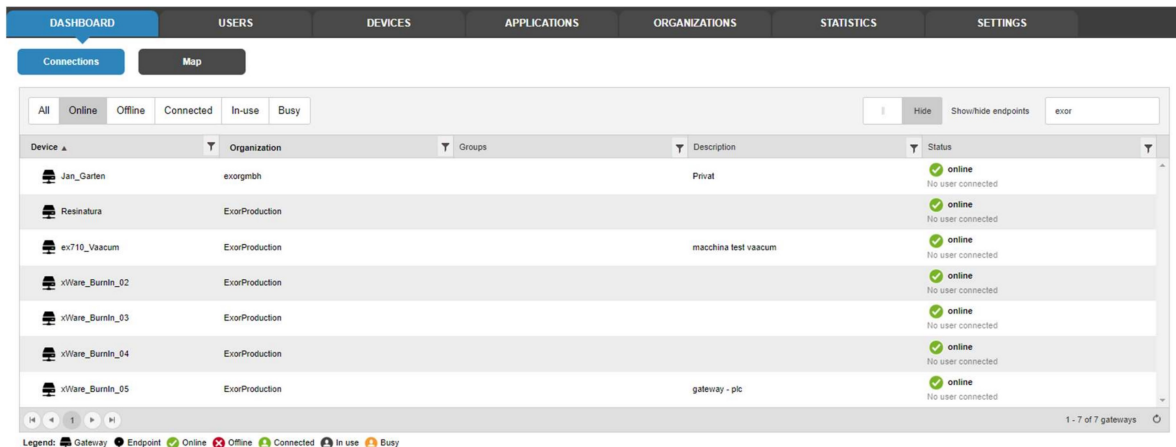 DASHBOARD USERS DEVICES APPLICATIONS ORGANIZATIONS STATISTICS SETTINGS
Connections Map
All Online Offline Connected In-use Busy Hide Show/hide endpoints exor
Device Organization Groups Description Status
Jan_Garten exorgmbh Privat online
No user connected
Resinatura ExorProduction online
No user connected
ex710_Vaacum ExorProduction macchina test vaacum online
No user connected
xWare_BurnIn_02 ExorProduction online
No user connected
xWare_BurnIn_03 ExorProduction online
No user connected
xWare_BurnIn_04 ExorProduction online
No user connected
xWare_BurnIn_05 ExorProduction gateway - plc online
No user connected
1 1 - 7 of 7 gateways
Legend: Gateway Endpoint Online Offline Connected In use Busy